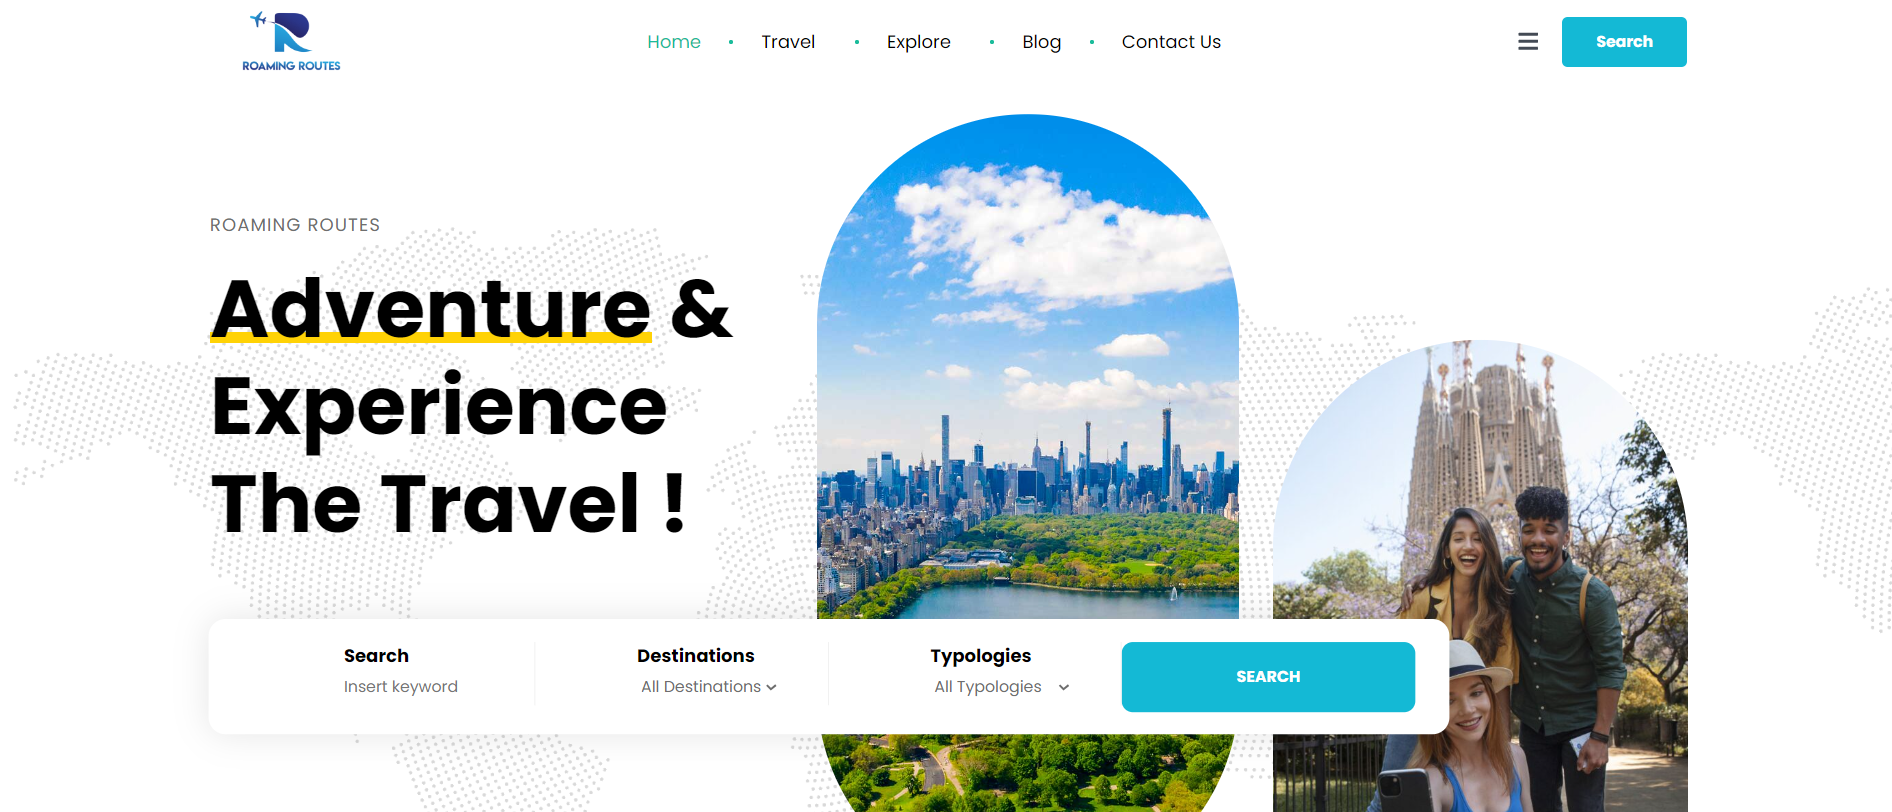 ROAMING ROUTES
Home
Travel
Explore
Blog
Contact Us
Search
ROAMING ROUTES
Adventure &
Experience
The Travel !
Search
Insert keyword
Destinations
All Destinations
Typologies
All Typologies
SEARCH